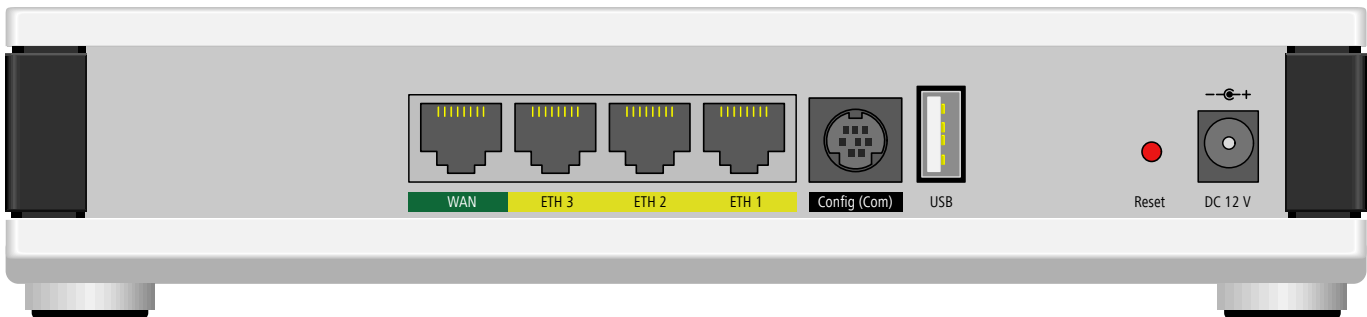 WAN
ETH 3
ETH 2
ETH 1
Config (Com)
USB
Reset
DC 12 V